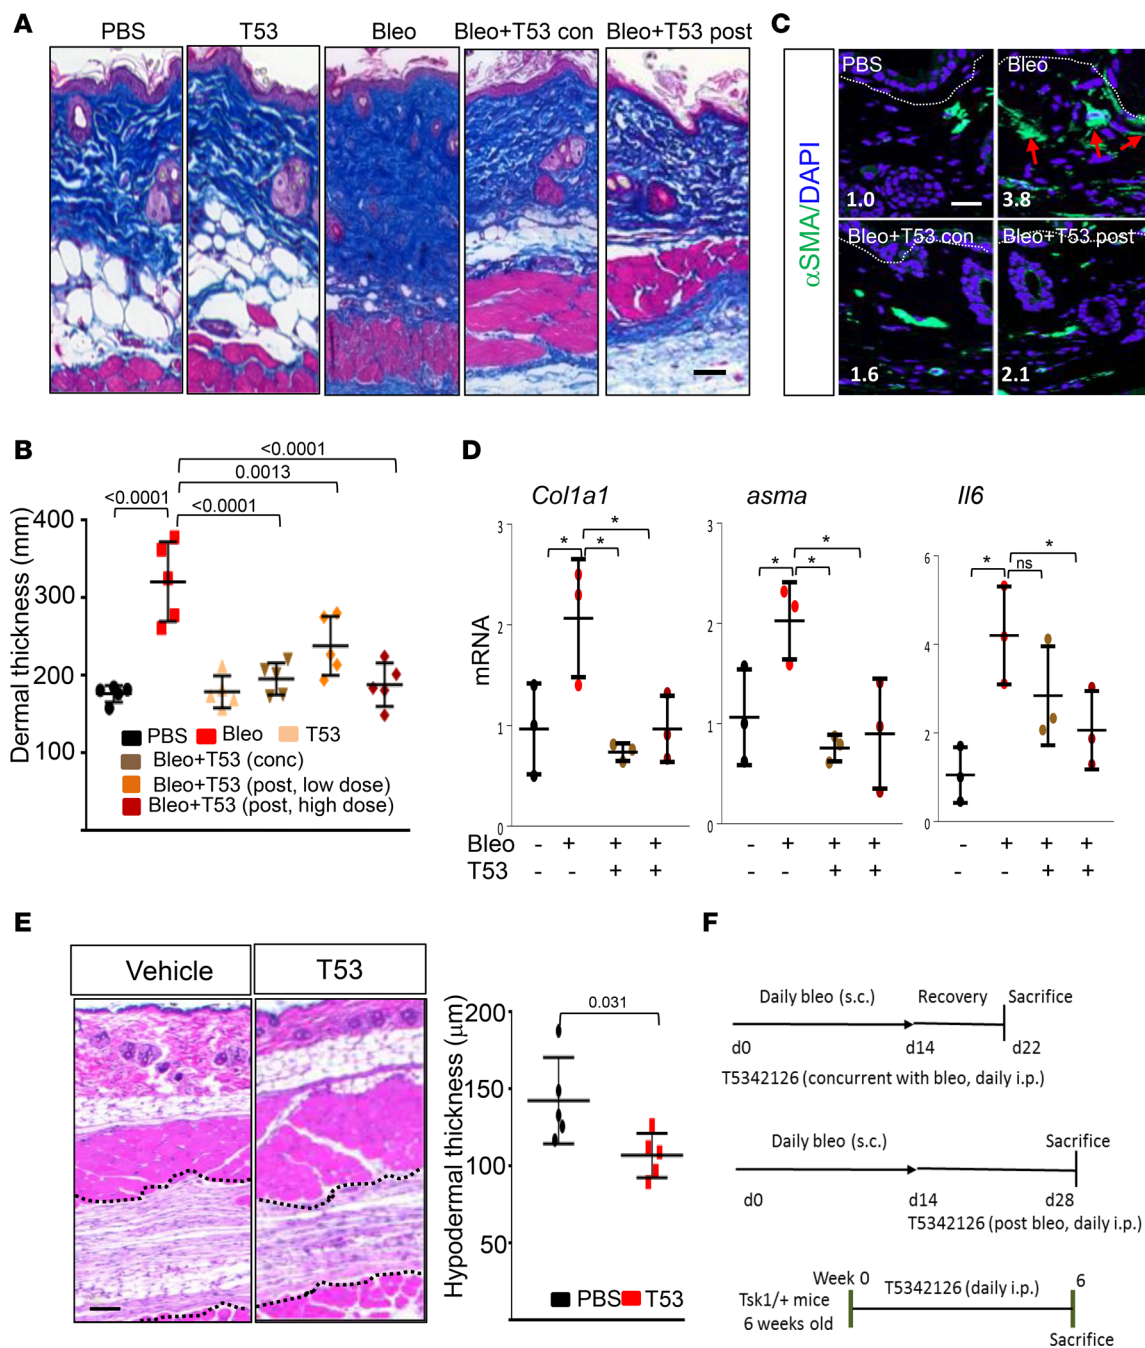 A
PBS
T53
Bleo
Bleo+T53 con
Bleo+T53 post
C
αSMA/DAPI
PBS
1.0
Bleo
3.8
Bleo+T53 con
1.6
Bleo+T53 post
2.1
B
<0.0001
0.0013
<0.0001
<0.0001
Dermal thickness (mm)
400
300
200
100
PBS
Bleo
T53
Bleo+T53 (conc)
Bleo+T53 (post, low dose)
Bleo+T53 (post, high dose)
D
mRNA
Col1a1
3
2
1
0
* * *
asma
3
2
1
0
* * *
Il6
6
4
2
0
* ns *
Bleo - + + + - + + + - + + +
T53 - - + + - - + + - - + +
E
Vehicle
T53
Hypodermal thickness (μm)
200
150
100
50
0.031
PBS
T53
F
Daily bleo (s.c.)
Recovery
Sacrifice
d0
d14
d22
T5342126 (concurrent with bleo, daily i.p.)
Daily bleo (s.c.)
Sacrifice
d0
d14
d28
T5342126 (post bleo, daily i.p.)
Week 0
T5342126 (daily i.p.)
6
Tsk1/+ mice
6 weeks old
Sacrifice